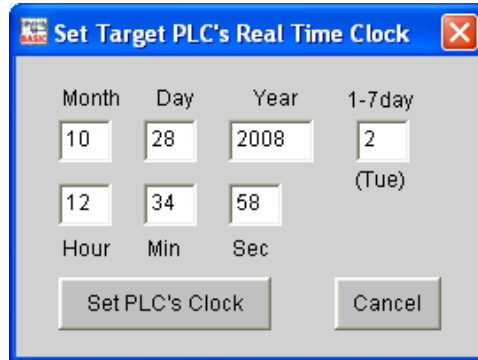 Set Target PLC's Real Time Clock
Month Day Year 1-7day
10 28 2008 2
(Tue)
12 34 58
Hour Min Sec
Set PLC's Clock Cancel